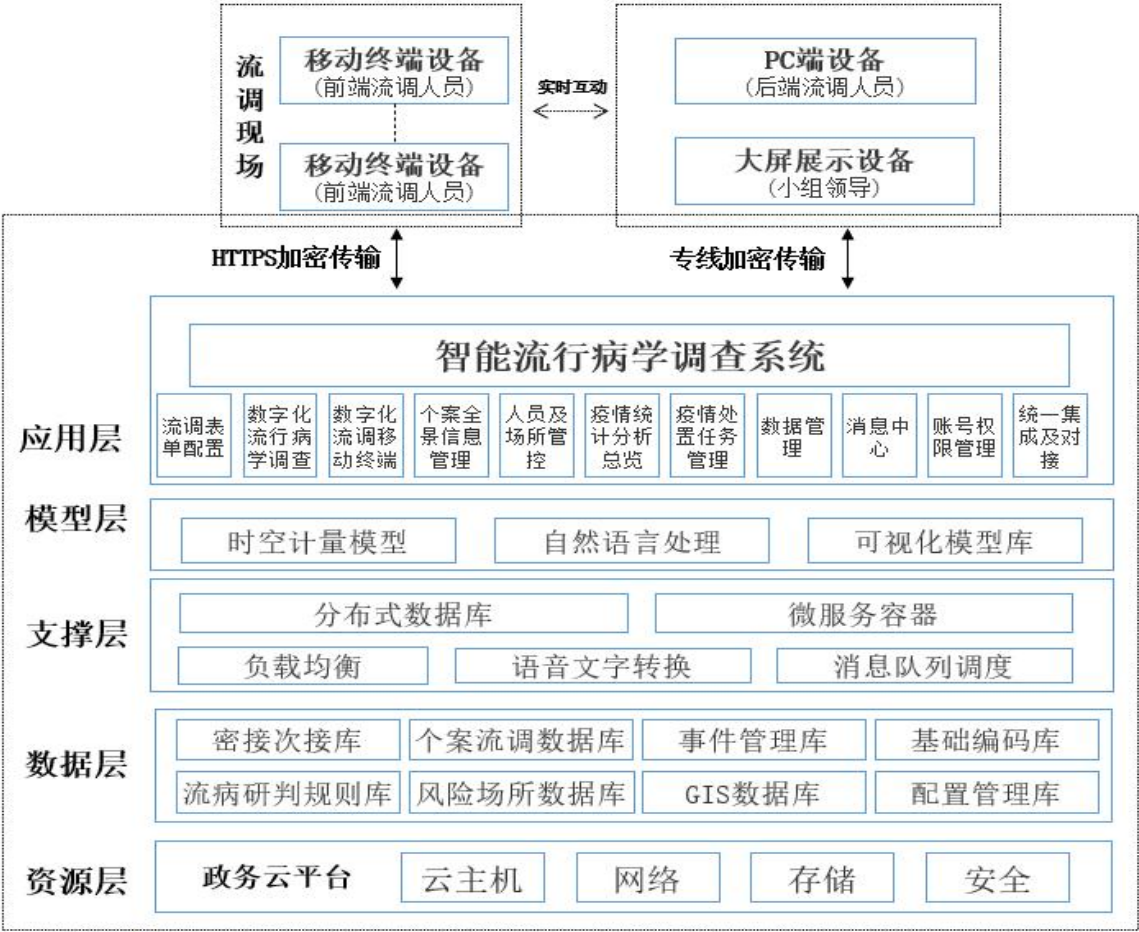 流
调
现
场
移动终端设备
(前端流调人员)
移动终端设备
(前端流调人员)
实时互动
PC端设备
(后端流调人员)
大屏展示设备
(小组领导)
HTTPS加密传输
专线加密传输
应用层
智能流行病学调查系统
流调表
单配置
数字化
流行病
学调查
数字化
流调移
动终端
个案全
景信息
管理
人员及
场所管
控
疫情统
计分析
总览
疫情处
置任务
管理
数据管
理
消息中
心
账号权
限管理
统一集
成及对
接
模型层
时空计量模型
自然语言处理
可视化模型库
支撑层
分布式数据库
微服务容器
负载均衡
语音文字转换
消息队列调度
数据层
密接次接库
个案流调数据库
事件管理库
基础编码库
流病研判规则库
风险场所数据库
GIS数据库
配置管理库
资源层
政务云平台
云主机
网络
存储
安全